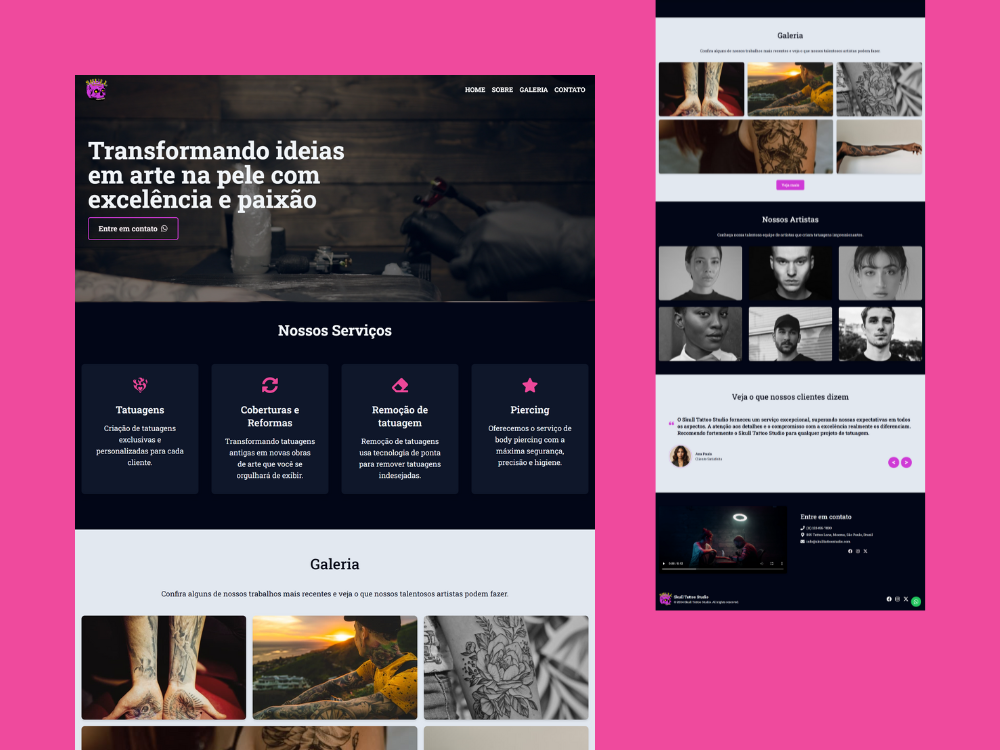 HOME SOBRE GALERIA CONTATO
Transformando ideias
em arte na pele com
excelência e paixão
Entre em contato
Nossos Serviços
Tatuagens
Criação de tatuagens
exclusivas e
personalizadas para cada
cliente.
Coberturas e
Reformas
Transformando tatuagens
antigas em novas obras
de arte que você se
orgulhará de exibir.
Remoção de
tatuagem
Remoção de tatuagens
usa tecnologia de ponta
para remover tatuagens
indesejadas.
Piercing
Oferecemos o serviço de
body piercing com a
máxima segurança,
precisão e higiene.
Galeria
Confira alguns de nossos trabalhos mais recentes e veja o que nossos talentosos artistas podem fazer.
Galeria
Confira alguns de nossos trabalhos mais recentes e veja o que nossos talentosos artistas podem fazer.
Veja mais
Nossos Artistas
Conheça nossa talentosa equipe de artistas que criam tatuagens impressionantes.
Veja o que nossos clientes dizem
O Skull Tattoo Studio forneceu um serviço excepcional, superando nossas expectativas em todos
os aspectos. A atenção aos detalhes e o compromisso com a excelência realmente os diferenciam.
Recomendo fortemente o Skull Tattoo Studio para qualquer projeto de tatuagem.
Ana Paula
Cliente Satisfeita
Entre em contato
Skull Tattoo Studio